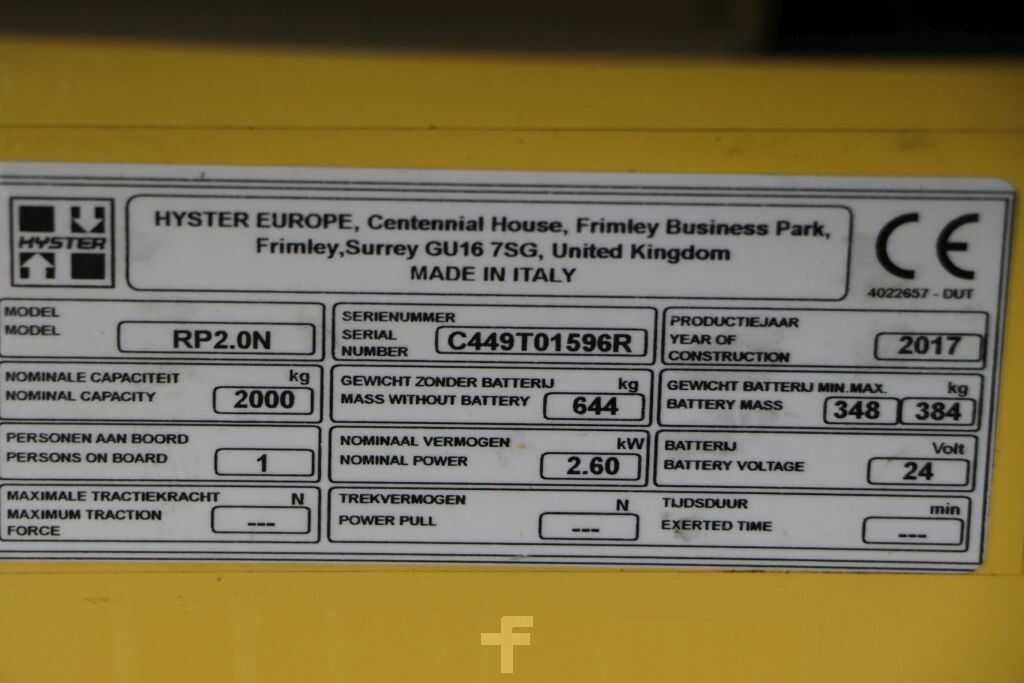 HYSTER
HYSTER EUROPE, Centennial House, Frimley Business Park,
Frimley,Surrey GU16 7SG, United Kingdom
MADE IN ITALY
CE
4022657 - DUT
MODEL
MODEL
RP2.0N
SERIENUMMER
SERIAL
NUMBER
C449T01596R
PRODUCTIEJAAR
YEAR OF
CONSTRUCTION
2017
NOMINALE CAPACITEIT kg
NOMINAL CAPACITY
2000
GEWICHT ZONDER BATTERIJ kg
MASS WITHOUT BATTERY
644
GEWICHT BATTERIJ MIN.MAX. kg
BATTERY MASS
348 384
PERSONEN AAN BOORD
PERSONS ON BOARD
1
NOMINAAL VERMOGEN kW
NOMINAL POWER
2.60
BATTERIJ Volt
BATTERY VOLTAGE
24
MAXIMALE TRACTIEKRACHT N
MAXIMUM TRACTION
FORCE
---
TREKVERMOGEN N
POWER PULL
---
TIJDSDUUR min
EXERTED TIME
---